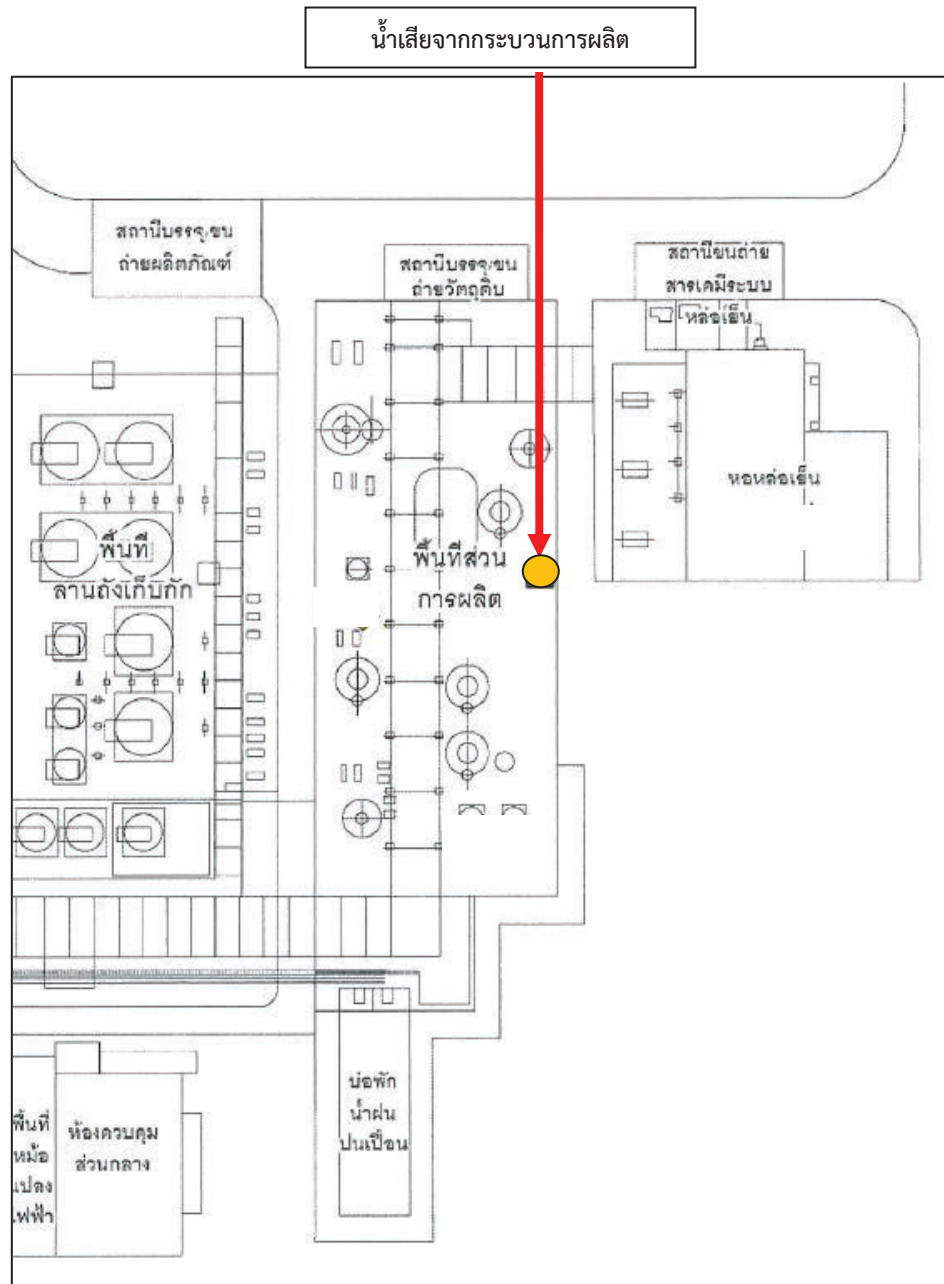 น้ำเสียจากกระบวนการผลิต
สถานีบรรจุ/ขน
ถ่ายผลิตภัณฑ์
สถานีบรรจุ/ขน
ถ่ายวัตถุดิบ
สถานีขนถ่าย
สารเคมีระบบ
หล่อเย็น
หอหล่อเย็น
พื้นที่
ลานถังเก็บกัก
พื้นที่ส่วน
การผลิต
บ่อพัก
น้ำฝน
ปนเปื้อน
พื้นที่
หม้อ
แปลง
ไฟฟ้า
ห้องควบคุม
ส่วนกลาง